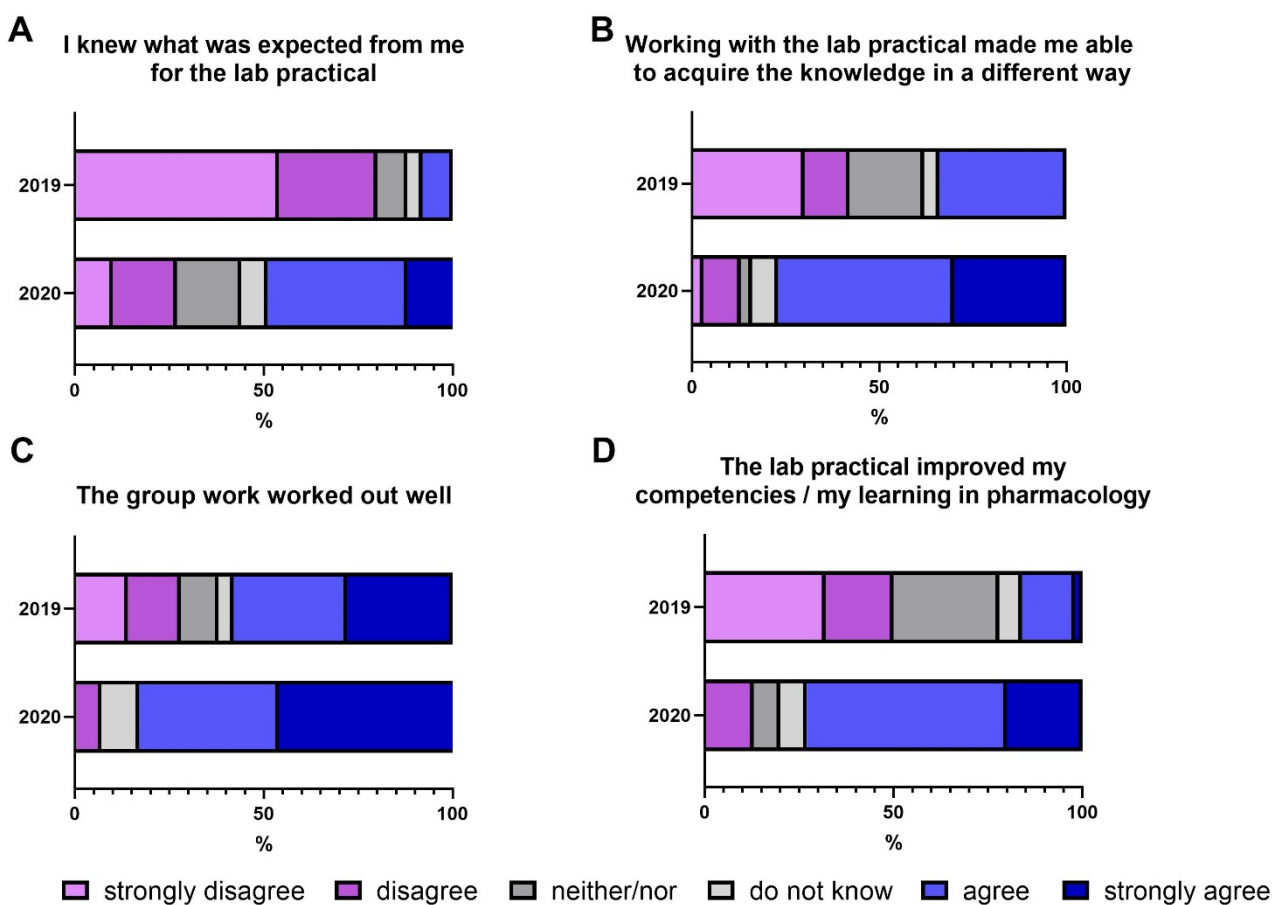 A
I knew what was expected from me
for the lab practical
2019
2020
0 50 100
%
B
Working with the lab practical made me able
to acquire the knowledge in a different way
2019
2020
0 50 100
%
C
The group work worked out well
2019
2020
0 50 100
%
D
The lab practical improved my
competencies / my learning in pharmacology
2019
2020
0 50 100
%
strongly disagree disagree neither/nor do not know agree strongly agree